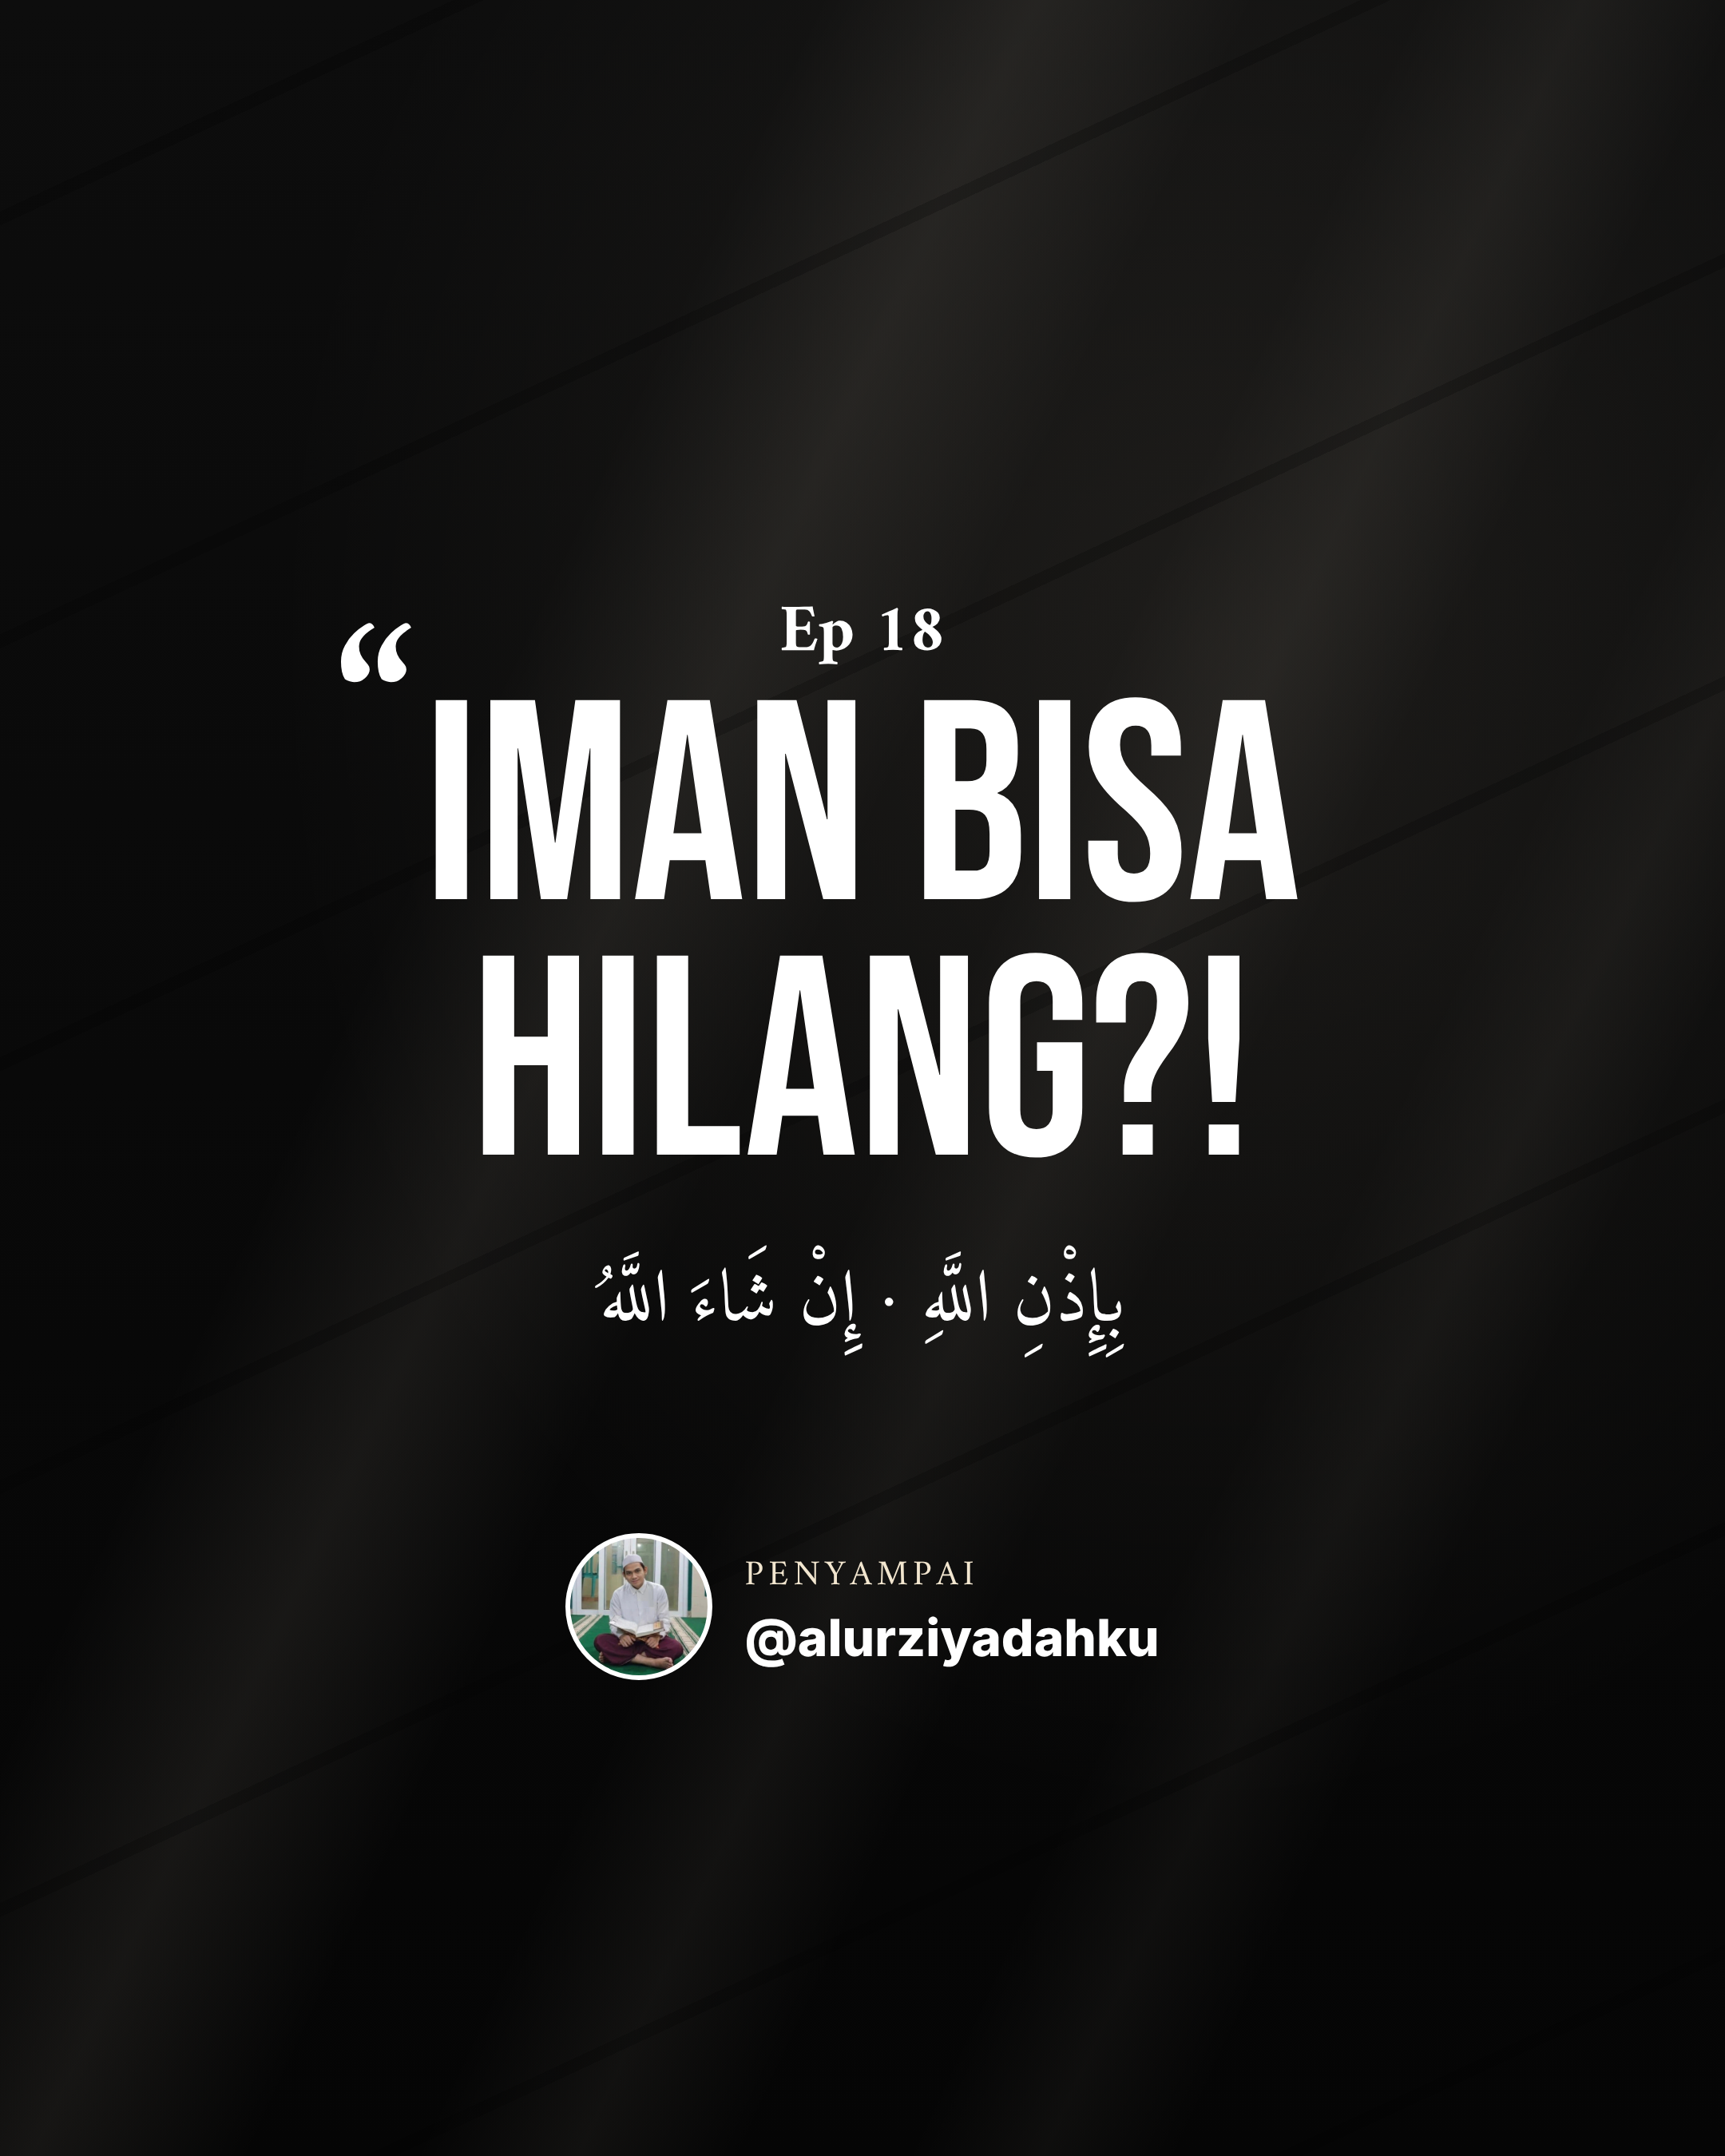 Ep 18
“
IMAN BISA
HILANG?!
بِإِذْنِ اللَّهِ · إِنْ شَاءَ اللَّهُ
PENYAMPAI
@alurziyadahku